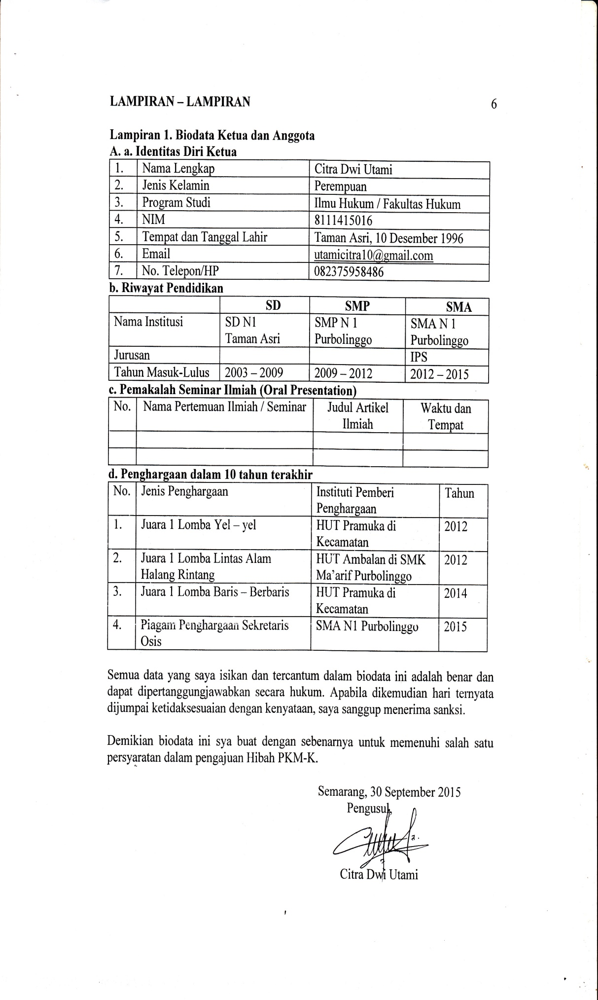 LAMPIRAN – LAMPIRAN
6
Lampiran 1. Biodata Ketua dan Anggota
A. a. Identitas Diri Ketua
1. Nama Lengkap Citra Dwi Utami
2. Jenis Kelamin Perempuan
3. Program Studi Ilmu Hukum / Fakultas Hukum
4. NIM 8111415016
5. Tempat dan Tanggal Lahir Taman Asri, 10 Desember 1996
6. Email utamicitra10@gmail.com
7. No. Telepon/HP 082375958486
b. Riwayat Pendidikan
SD SMP SMA
Nama Institusi SD N1 SMP N 1 SMA N 1
Taman Asri Purbolinggo Purbolinggo
Jurusan IPS
Tahun Masuk-Lulus 2003 – 2009 2009 – 2012 2012 – 2015
c. Pemakalah Seminar Ilmiah (Oral Presentation)
No. Nama Pertemuan Ilmiah / Seminar Judul Artikel Waktu dan
Ilmiah Tempat
d. Penghargaan dalam 10 tahun terakhir
No. Jenis Penghargaan Instituti Pemberi Tahun
Penghargaan
1. Juara 1 Lomba Yel – yel HUT Pramuka di 2012
Kecamatan
2. Juara 1 Lomba Lintas Alam HUT Ambalan di SMK 2012
Halang Rintang Ma’arif Purbolinggo
3. Juara 1 Lomba Baris – Berbaris HUT Pramuka di 2014
Kecamatan
4. Piagam Penghargaan Sekretaris SMA N1 Purbolinggo 2015
Osis
Semua data yang saya isikan dan tercantum dalam biodata ini adalah benar dan
dapat dipertanggungjawabkan secara hukum. Apabila dikemudian hari ternyata
dijumpai ketidaksesuaian dengan kenyataan, saya sanggup menerima sanksi.
Demikian biodata ini sya buat dengan sebenarnya untuk memenuhi salah satu
persyaratan dalam pengajuan Hibah PKM-K.
Semarang, 30 September 2015
Pengusul,
Citra Dwi Utami